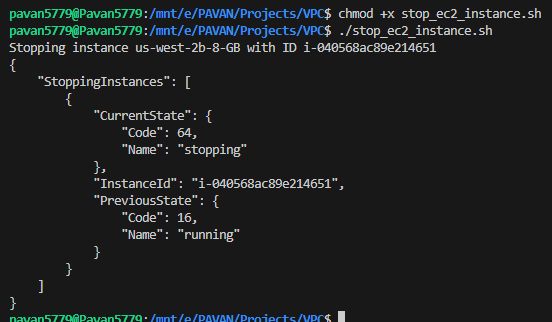 pavan5779@Pavan5779:/mnt/e/PAVAN/Projects/VPC$ chmod +x stop_ec2_instance.sh
pavan5779@Pavan5779:/mnt/e/PAVAN/Projects/VPC$ ./stop_ec2_instance.sh
Stopping instance us-west-2b-8-GB with ID i-040568ac89e214651
{
    "StoppingInstances": [
        {
            "CurrentState": {
                "Code": 64,
                "Name": "stopping"
            },
            "InstanceId": "i-040568ac89e214651",
            "PreviousState": {
                "Code": 16,
                "Name": "running"
            }
        }
    ]
}
pavan5779@Pavan5779:/mnt/e/PAVAN/Projects/VPC$